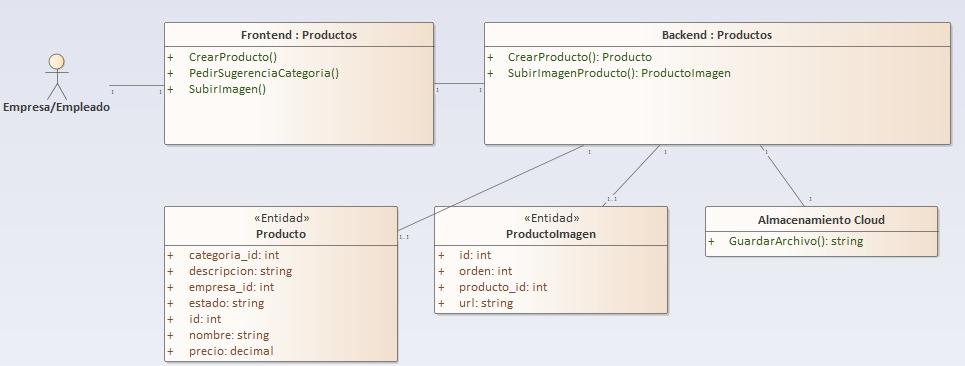 Empresa/Empleado
1
1
Frontend : Productos
+ CrearProducto()
+ PedirSugerenciaCategoria()
+ SubirImagen()
1
1
Backend : Productos
+ CrearProducto(): Producto
+ SubirImagenProducto(): ProductoImagen
1
1
1
1..1
1..1
1
«Entidad»
Producto
+ categoria_id: int
+ descripcion: string
+ empresa_id: int
+ estado: string
+ id: int
+ nombre: string
+ precio: decimal
«Entidad»
ProductoImagen
+ id: int
+ orden: int
+ producto_id: int
+ url: string
Almacenamiento Cloud
+ GuardarArchivo(): string